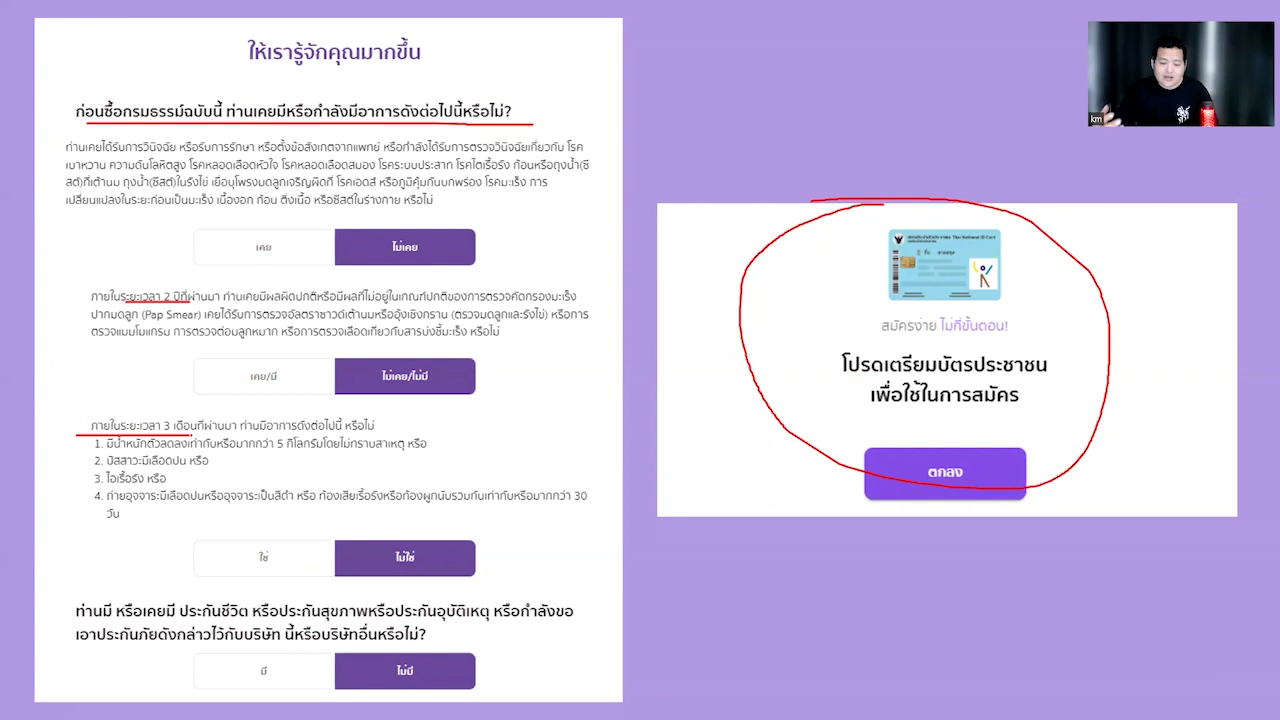 ให้เรารู้จักคุณมากขึ้น
ก่อนซื้อกรมธรรม์ฉบับนี้ ท่านเคยมีหรือกำลังมีอาการดังต่อไปนี้หรือไม่?
ท่านเคยได้รับการวินิจฉัย หรือรับการรักษา หรือตั้งข้อสังเกตจากแพทย์ หรือกำลังได้รับการตรวจวินิจฉัยเกี่ยวกับ โรค
เบาหวาน ความดันโลหิตสูง โรคหลอดเลือดหัวใจ โรคหลอดเลือดสมอง โรคระบบประสาท โรคไตเรื้อรัง ก้อนหรือถุงน้ำ(ซี
สต์)ที่เต้านม ถุงน้ำ(ซีสต์)ในรังไข่ เยื่อบุโพรงมดลูกเจริญผิดที่ โรคเอดส์ หรือภูมิคุ้มกันบกพร่อง โรคมะเร็ง การ
เปลี่ยนแปลงในระยะก่อนเป็นมะเร็ง เนื้องอก ก้อน ติ่งเนื้อ หรือซีสต์ในร่างกาย หรือไม่
เคย ไม่เคย
ภายในระยะเวลา 2 ปีที่ผ่านมา ท่านเคยมีผลผิดปกติหรือมีผลที่ไม่อยู่ในเกณฑ์ปกติของการตรวจคัดกรองมะเร็ง
ปากมดลูก (Pap Smear) เคยได้รับการตรวจอัลตราซาวด์เต้านมหรืออุ้งเชิงกราน (ตรวจมดลูกและรังไข่) หรือการ
ตรวจแมมโมแกรม การตรวจต่อมลูกหมาก หรือการตรวจเลือดเกี่ยวกับสารบ่งชี้มะเร็ง หรือไม่
เคย/มี ไม่เคย/ไม่มี
ภายในระยะเวลา 3 เดือนที่ผ่านมา ท่านมีอาการดังต่อไปนี้ หรือไม่
1. มีน้ำหนักตัวลดลงเท่ากับหรือมากกว่า 5 กิโลกรัมโดยไม่ทราบสาเหตุ หรือ
2. ปัสสาวะมีเลือดปน หรือ
3. ไอเรื้อรัง หรือ
4. ถ่ายอุจจาระมีเลือดปนหรืออุจจาระเป็นสีดำ หรือ ท้องเสียเรื้อรังหรือท้องผูกนับรวมกันเท่ากับหรือมากกว่า 30
วัน
ใช่ ไม่ใช่
ท่านมี หรือเคยมี ประกันชีวิต หรือประกันสุขภาพหรือประกันอุบัติเหตุ หรือกำลังขอ
เอาประกันภัยดังกล่าวไว้กับบริษัท นี้หรือบริษัทอื่นหรือไม่?
มี ไม่มี
km
Thai National ID Card
สมัครง่าย ไม่กี่ขั้นตอน!
โปรดเตรียมบัตรประชาชน
เพื่อใช้ในการสมัคร
ตกลง